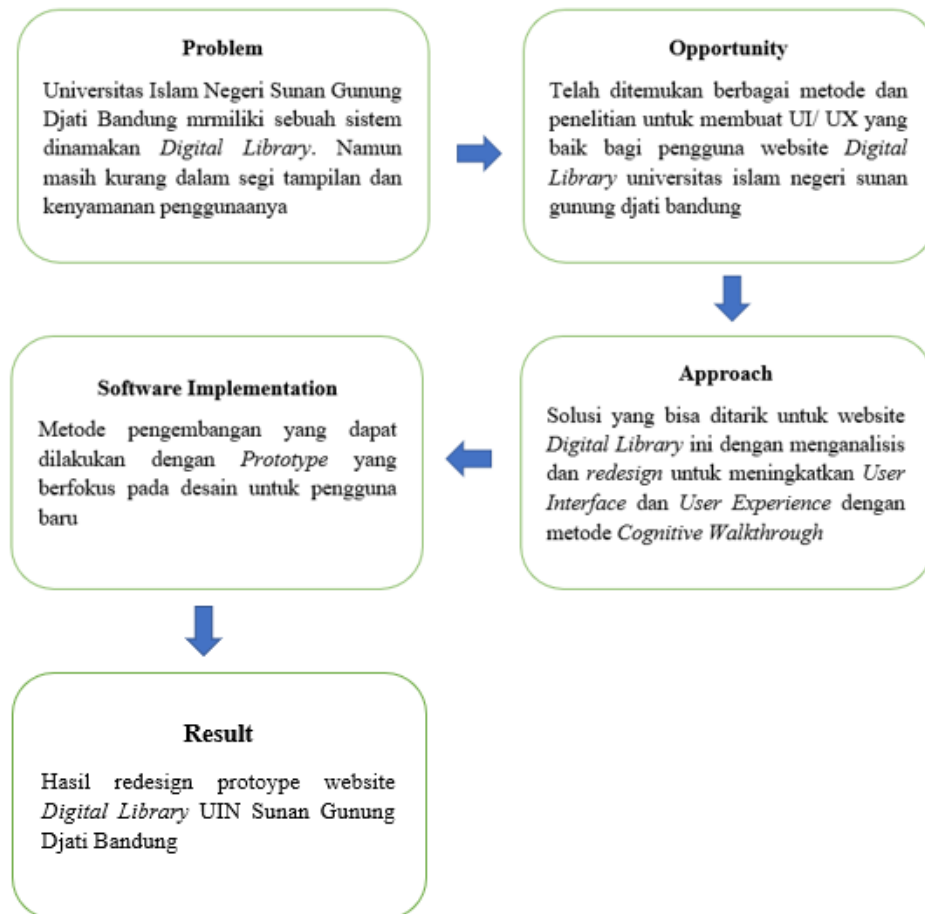 Problem
Universitas Islam Negeri Sunan Gunung
Djati Bandung mrmiliki sebuah sistem
dinamakan Digital Library. Namun
masih kurang dalam segi tampilan dan
kenyamanan penggunaanya
Opportunity
Telah ditemukan berbagai metode dan
penelitian untuk membuat UI/ UX yang
baik bagi pengguna website Digital
Library universitas islam negeri sunan
gunung djati bandung
Approach
Solusi yang bisa ditarik untuk website
Digital Library ini dengan menganalisis
dan redesign untuk meningkatkan User
Interface dan User Experience dengan
metode Cognitive Walkthrough
Software Implementation
Metode pengembangan yang dapat
dilakukan dengan Prototype yang
berfokus pada desain untuk pengguna
baru
Result
Hasil redesign protoype website
Digital Library UIN Sunan Gunung
Djati Bandung